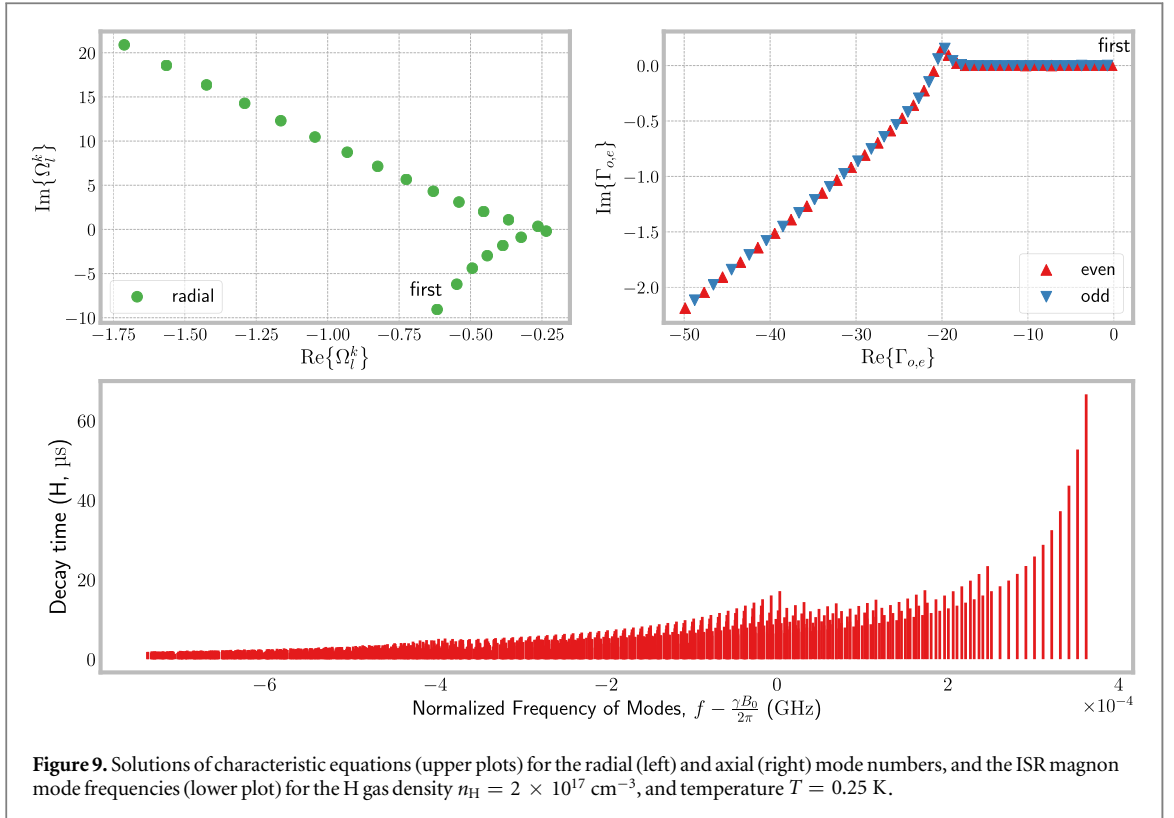 20
15
10
5
0
−5
−10
Im{Ω_l^k}
first
radial
−1.75 −1.50 −1.25 −1.00 −0.75 −0.50 −0.25
Re{Ω_l^k}
first
0.0
−0.5
−1.0
−1.5
−2.0
Im{Γ_{o,e}}
even
odd
−50 −40 −30 −20 −10 0
Re{Γ_{o,e}}
60
40
20
0
Decay time (H, µs)
−6 −4 −2 0 2 4
×10⁻⁴
Normalized Frequency of Modes, f − γB₀/2π (GHz)
Figure 9. Solutions of characteristic equations (upper plots) for the radial (left) and axial (right) mode numbers, and the ISR magnon
mode frequencies (lower plot) for the H gas density n_H = 2 × 10¹⁷ cm⁻³, and temperature T = 0.25 K.